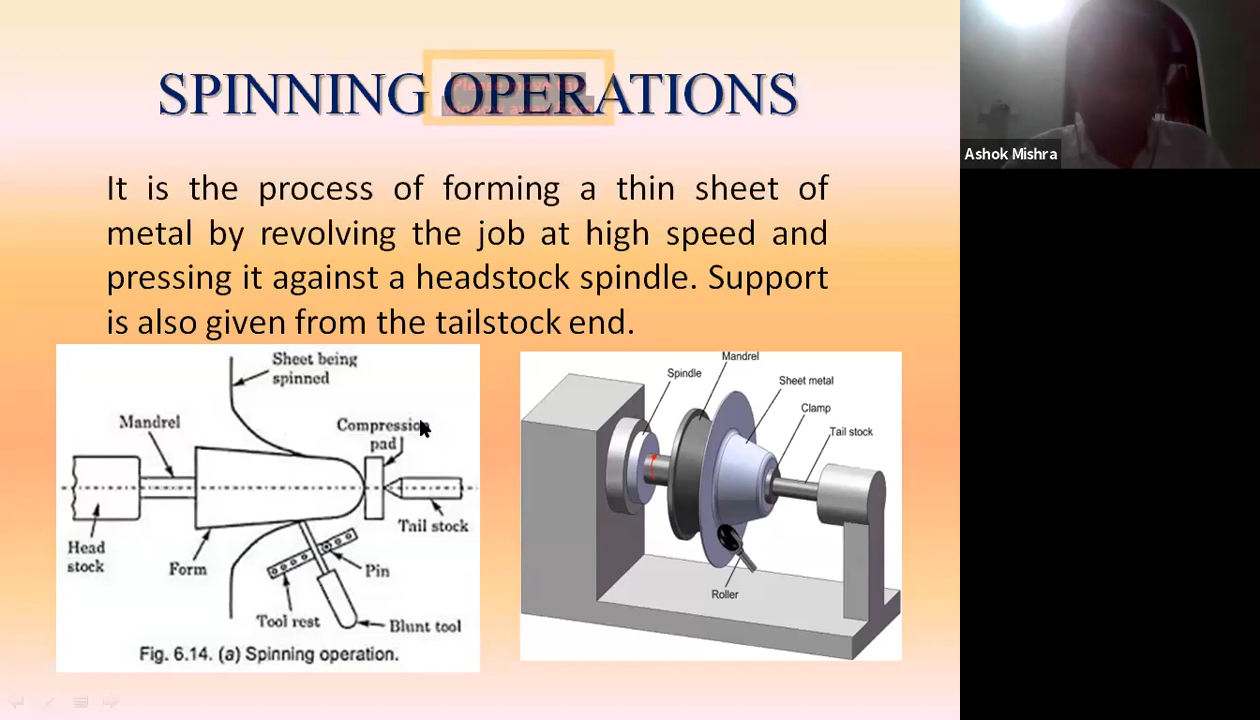 SPINNING OPERATIONS
It is the process of forming a thin sheet of
metal by revolving the job at high speed and
pressing it against a headstock spindle. Support
is also given from the tailstock end.
Sheet being
spinned
Mandrel
Compression
pad
Head
stock
Form
Tail stock
Pin
Tool rest
Blunt tool
Fig. 6.14. (a) Spinning operation.
Mandrel
Spindle
Sheet metal
Clamp
Tail stock
Roller
Ashok Mishra